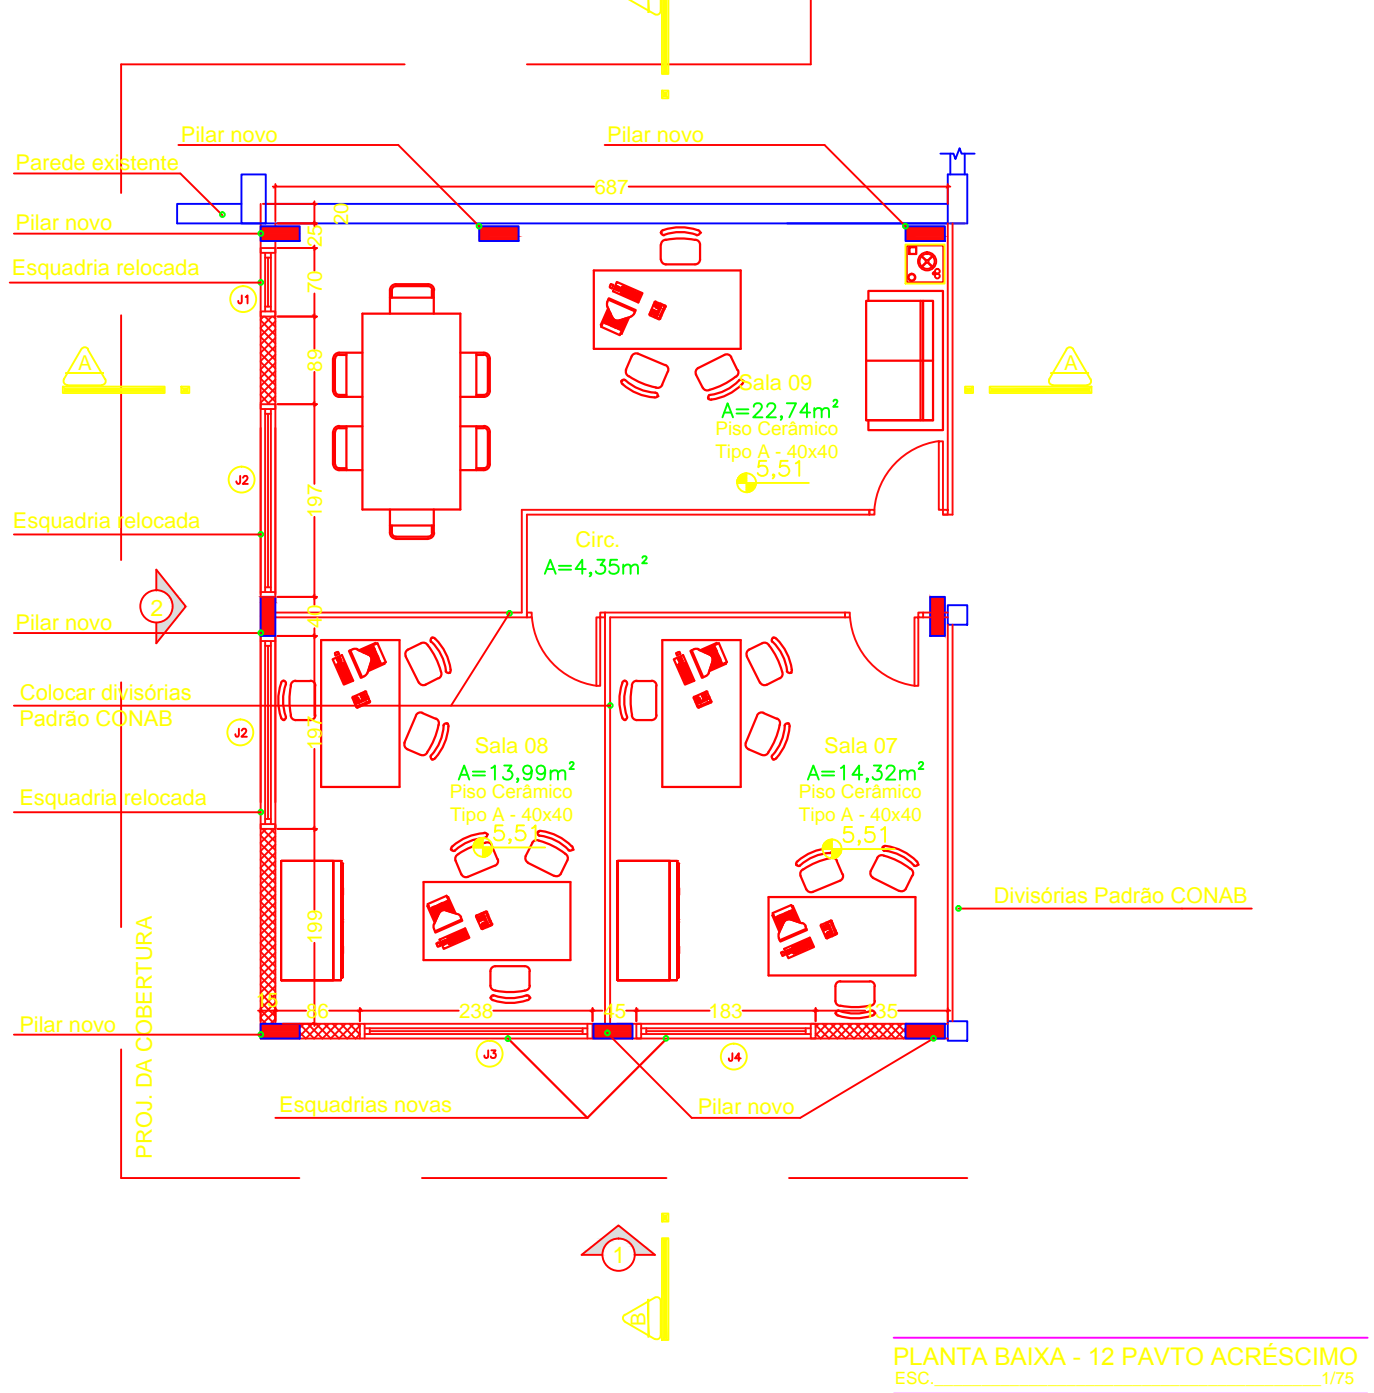 Pilar novo
Pilar novo
Parede existente
687
20
Pilar novo
25
Esquadria relocada
70
J1
A
A
89
Sala 09
A=22,74m²
Piso Cerâmico
Tipo A - 40x40
5,51
J2
197
Esquadria relocada
Circ.
A=4,35m²
2
40
Pilar novo
Colocar divisórias
Padrão CONAB
J2
197
Sala 08
A=13,99m²
Piso Cerâmico
Tipo A - 40x40
5,51
Sala 07
A=14,32m²
Piso Cerâmico
Tipo A - 40x40
5,51
Esquadria relocada
Divisórias Padrão CONAB
199
PROJ. DA COBERTURA
15
86
238
45
183
135
Pilar novo
J3
J4
Esquadrias novas
Pilar novo
1
B
PLANTA BAIXA - 12 PAVTO ACRÉSCIMO
ESC. 1/75